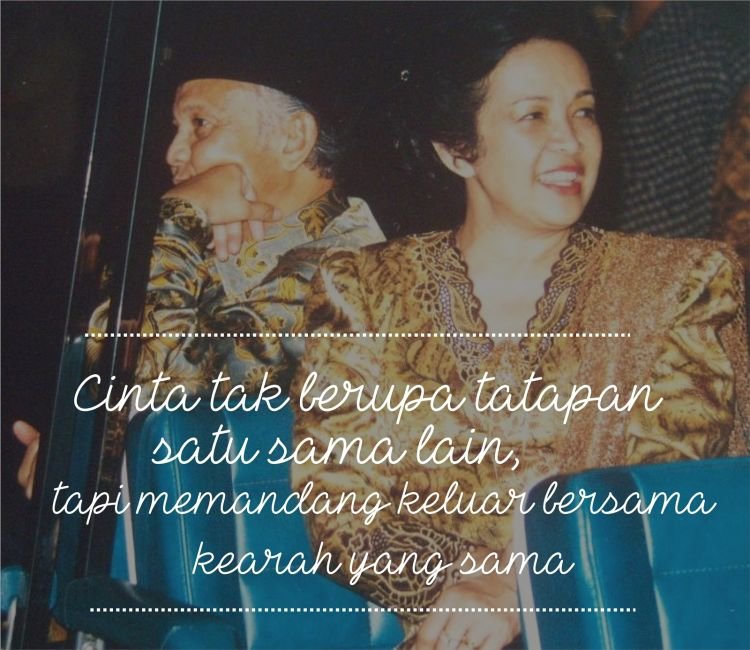 Cinta tak berupa tatapan
satu sama lain,
tapi memandang keluar bersama
kearah yang sama